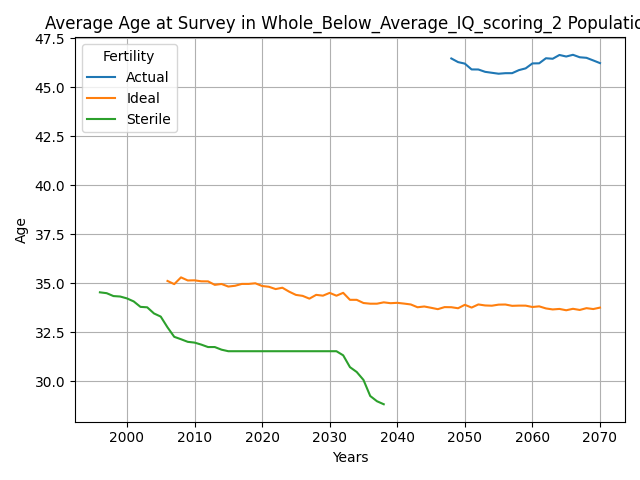 Average Age at Survey in Whole_Below_Average_IQ_scoring_2 Populatio
47.5
45.0
42.5
40.0
37.5
35.0
32.5
30.0
Age
Fertility
Actual
Ideal
Sterile
2000 2010 2020 2030 2040 2050 2060 2070
Years